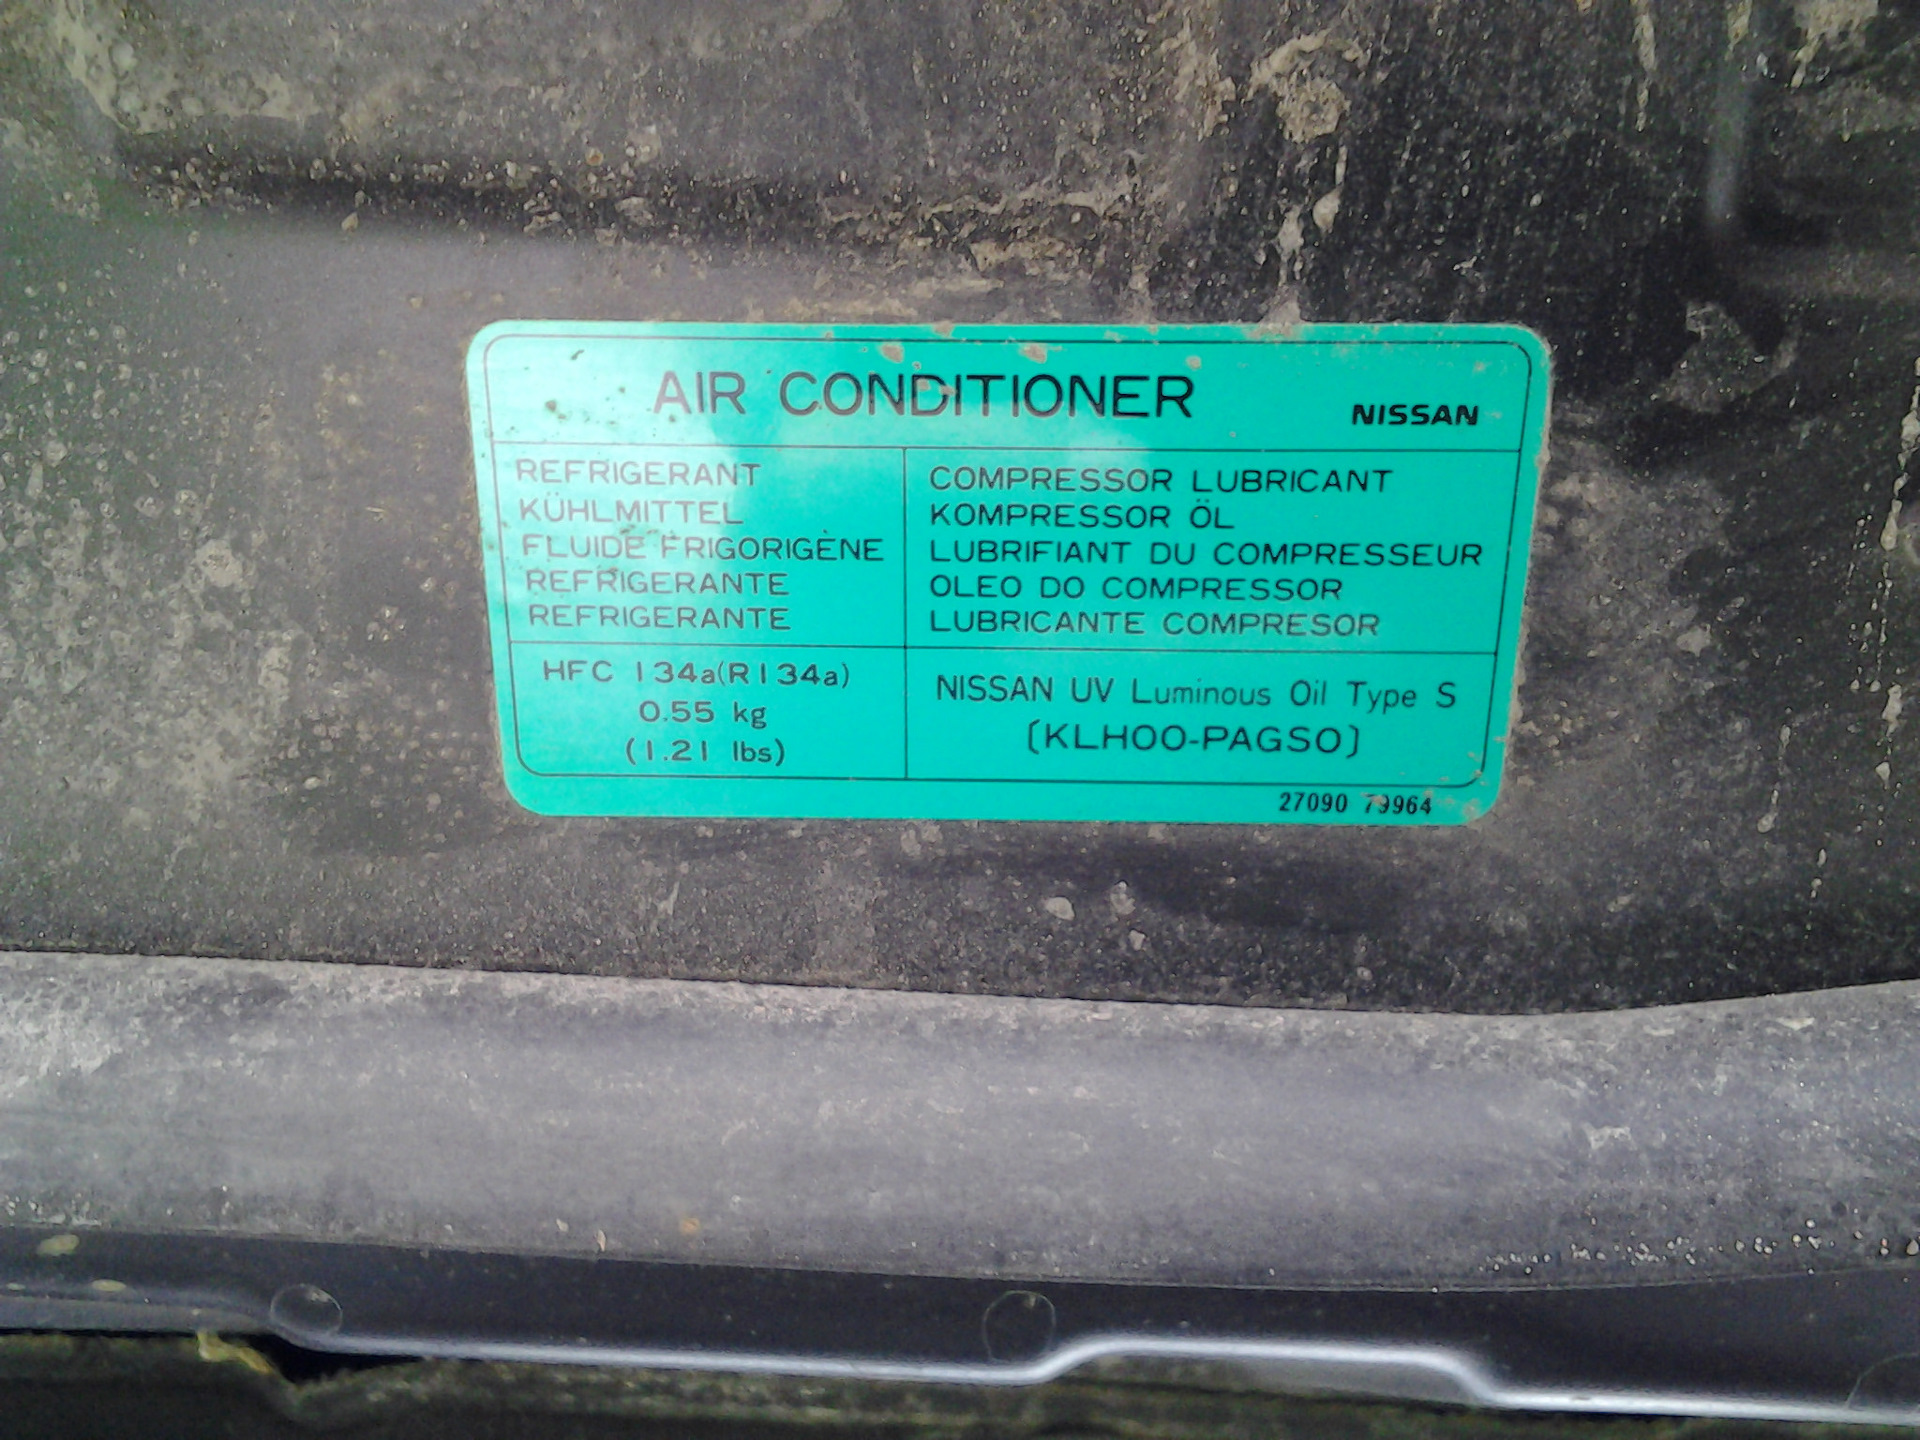 AIR CONDITIONER
NISSAN
REFRIGERANT
KÜHLMITTEL
FLUIDE FRIGORIGÈNE
REFRIGERANTE
REFRIGERANTE
COMPRESSOR LUBRICANT
KOMPRESSOR ÖL
LUBRIFIANT DU COMPRESSEUR
OLEO DO COMPRESSOR
LUBRICANTE COMPRESOR
HFC 134a(R134a)
0.55 kg
(1.21 lbs)
NISSAN UV Luminous Oil Type S
(KLH00-PAGS0)
27090 79964